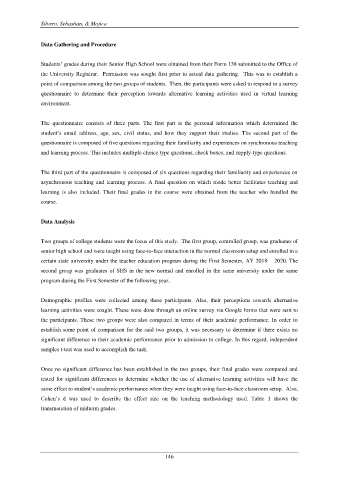 Silvero, Sebastian, & Mojica
Data Gathering and Procedure
Students' grades during their Senior High School were obtained from their Form 138 submitted to the Office of
the University Registrar. Permission was sought first prior to actual data gathering. This was to establish a
point of comparison among the two groups of students. Then, the participants were asked to respond in a survey
questionnaire to determine their perception towards alternative learning activities used in virtual learning
environment.
The questionnaire consists of three parts. The first part is the personal information which determined the
student's email address, age, sex, civil status, and how they support their studies. The second part of the
questionnaire is composed of five questions regarding their familiarity and experiences on synchronous teaching
and learning process. This includes multiple-choice type questions, check boxes, and supply-type questions.
The third part of the questionnaire is composed of six questions regarding their familiarity and experiences on
asynchronous teaching and learning process. A final question on which mode better facilitates teaching and
learning is also included. Their final grades in the course were obtained from the teacher who handled the
course.
Data Analysis
Two groups of college students were the focus of this study. The first group, controlled group, was graduates of
senior high school and were taught using face-to-face interaction in the normal classroom setup and enrolled in a
certain state university under the teacher education program during the First Semester, AY 2019 2020. The
second group was graduates of SHS in the new normal and enrolled in the same university under the same
program during the First Semester of the following year.
Demographic profiles were collected among these participants. Also, their perceptions towards alternative
learning activities were sought. These were done through an online survey via Google forms that were sent to
the participants. These two groups were also compared in terms of their academic performance. In order to
establish some point of comparison for the said two groups, it was necessary to determine if there exists no
significant difference in their academic performance prior to admission to college. In this regard, independent
samples t-test was used to accomplish the task.
Once no significant difference has been established in the two groups, their final grades were compared and
tested for significant differences to determine whether the use of alternative learning activities will have the
same effect to student's academic performance when they were taught using face-to-face classroom setup. Also,
Cohen's d was used to describe the effect size on the teaching methodology used. Table 1 shows the
transmutation of midterm grades.
146